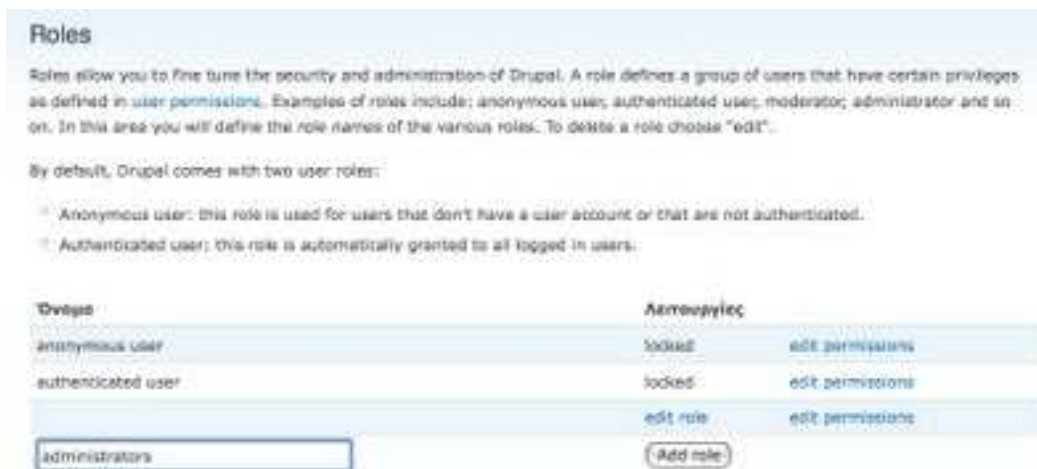 Roles
Roles allow you to fine tune the security and administration of Drupal. A role defines a group of users that have certain privileges
as defined in user permissions. Examples of roles include: anonymous user, authenticated user, moderator, administrator and so
on. In this area you will define the role names of the various roles. To delete a role choose "edit".
By default, Drupal comes with two user roles:
Anonymous user: this role is used for users that don't have a user account or that are not authenticated.
Authenticated user: this role is automatically granted to all logged in users.
Όνομα Λειτουργίες
anonymous user locked edit permissions
authenticated user locked edit permissions
edit role edit permissions
administrators Add role